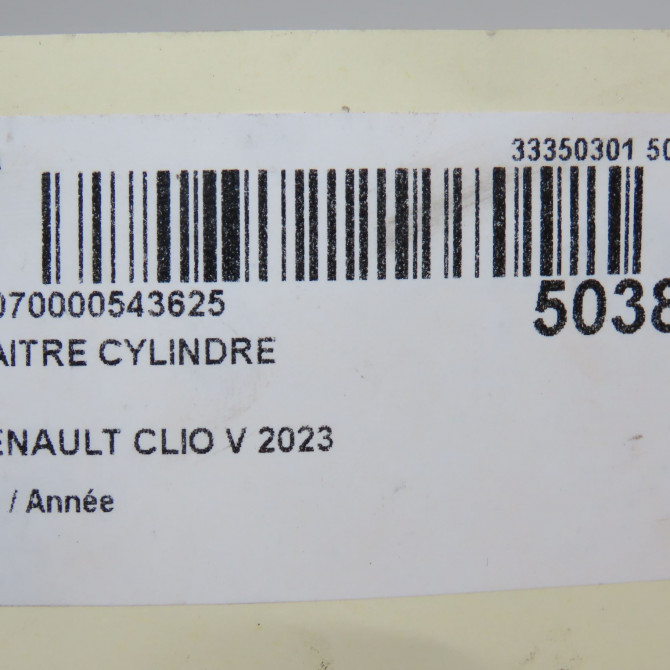 33350301 50
070000543625
5038
AITRE CYLINDRE
ENAULT CLIO V 2023
/ Année